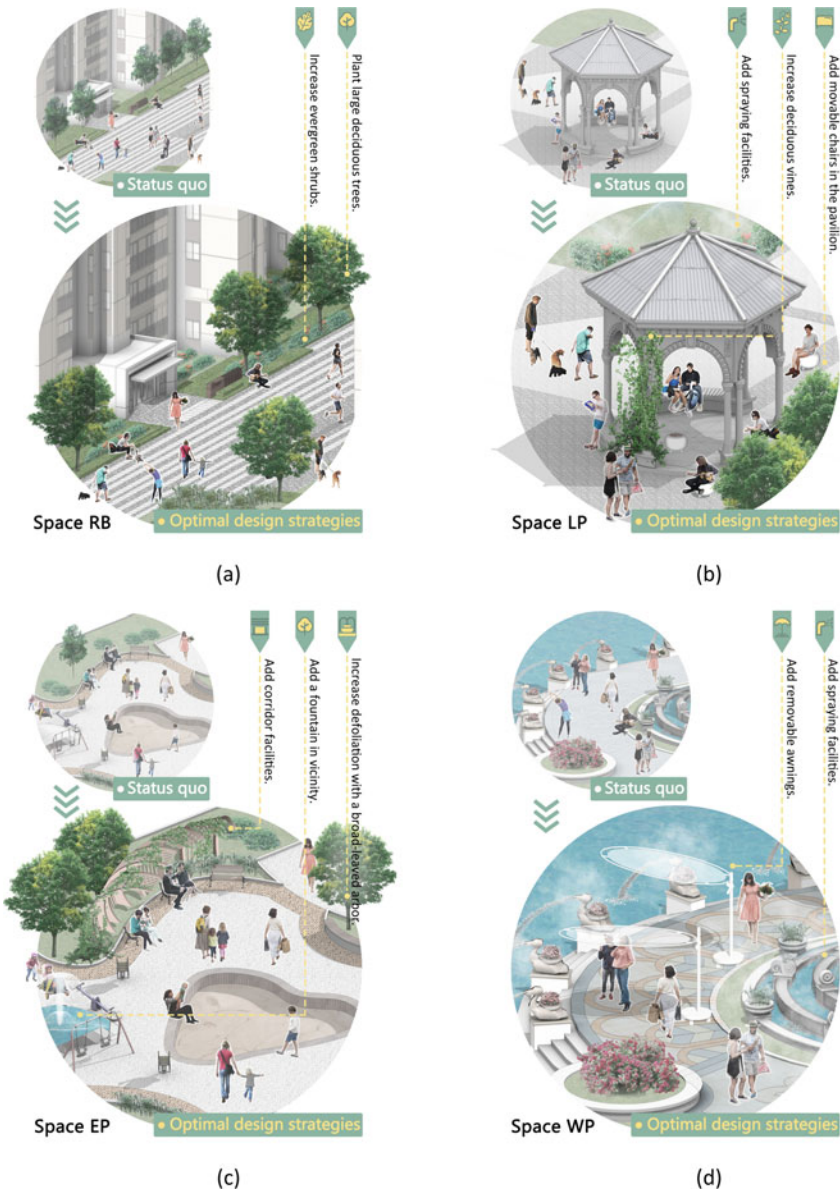 Increase evergreen shrubs.
Plant large deciduous trees.
• Status quo
Space RB
• Optimal design strategies
(a)
Add spraying facilities.
Increase deciduous vines.
Add movable chairs in the pavilion.
• Status quo
Space LP
• Optimal design strategies
(b)
Add corridor facilities.
Add a fountain in vicinity.
Increase defoliation with a broad-leaved arbor.
• Status quo
Space EP
• Optimal design strategies
(c)
Add removable awnings.
Add spraying facilities.
• Status quo
Space WP
• Optimal design strategies
(d)